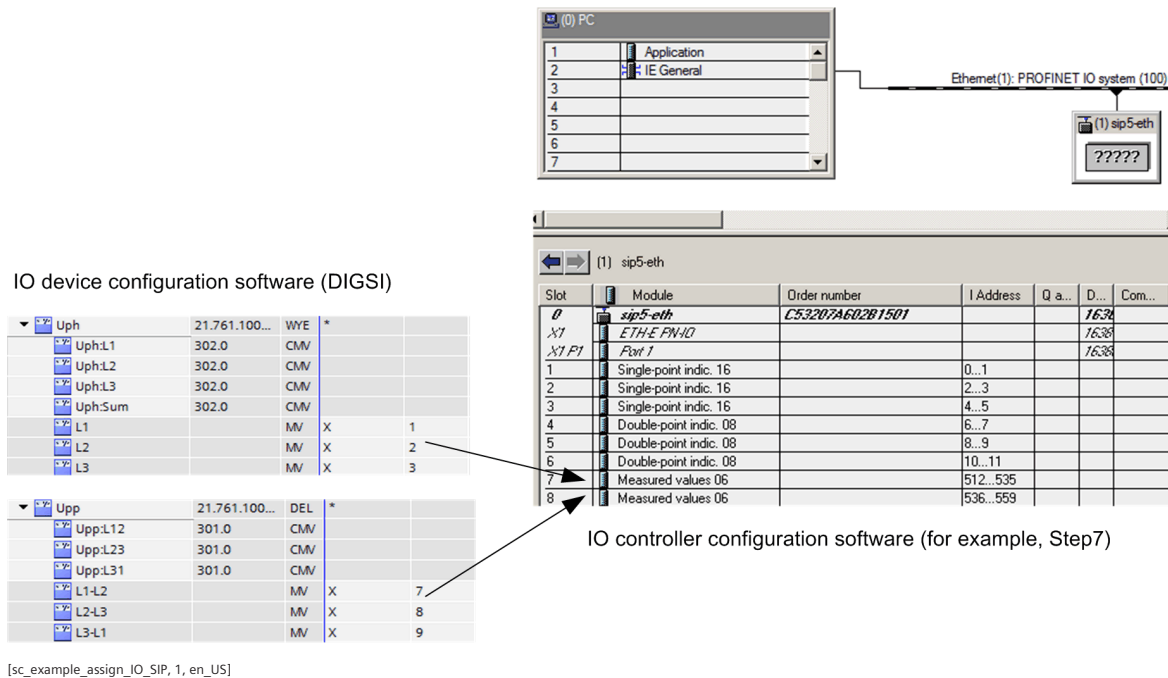 (0) PC
1 Application
2 IE General
3
4
5
6
7
Ethernet(1): PROFINET IO system (100)
(1) sip5-eth
?????
(1) sip5-eth
Slot Module Order number I Address Q a... D... Com...
0 sip5-eth C53207A602B1501 1638
X1 ETH-E PN-IO 1638
X1 P1 Port 1 1638
1 Single-point indic. 16 0...1
2 Single-point indic. 16 2...3
3 Single-point indic. 16 4...5
4 Double-point indic. 08 6...7
5 Double-point indic. 08 8...9
6 Double-point indic. 08 10...11
7 Measured values 06 512...535
8 Measured values 06 536...559
IO controller configuration software (for example, Step7)
IO device configuration software (DIGSI)
Uph 21.761.100... WYE *
Uph:L1 302.0 CMV
Uph:L2 302.0 CMV
Uph:L3 302.0 CMV
Uph:Sum 302.0 CMV
L1 MV X 1
L2 MV X 2
L3 MV X 3
Upp 21.761.100... DEL *
Upp:L12 301.0 CMV
Upp:L23 301.0 CMV
Upp:L31 301.0 CMV
L1-L2 MV X 7
L2-L3 MV X 8
L3-L1 MV X 9
[sc_example_assign_IO_SIP, 1, en_US]